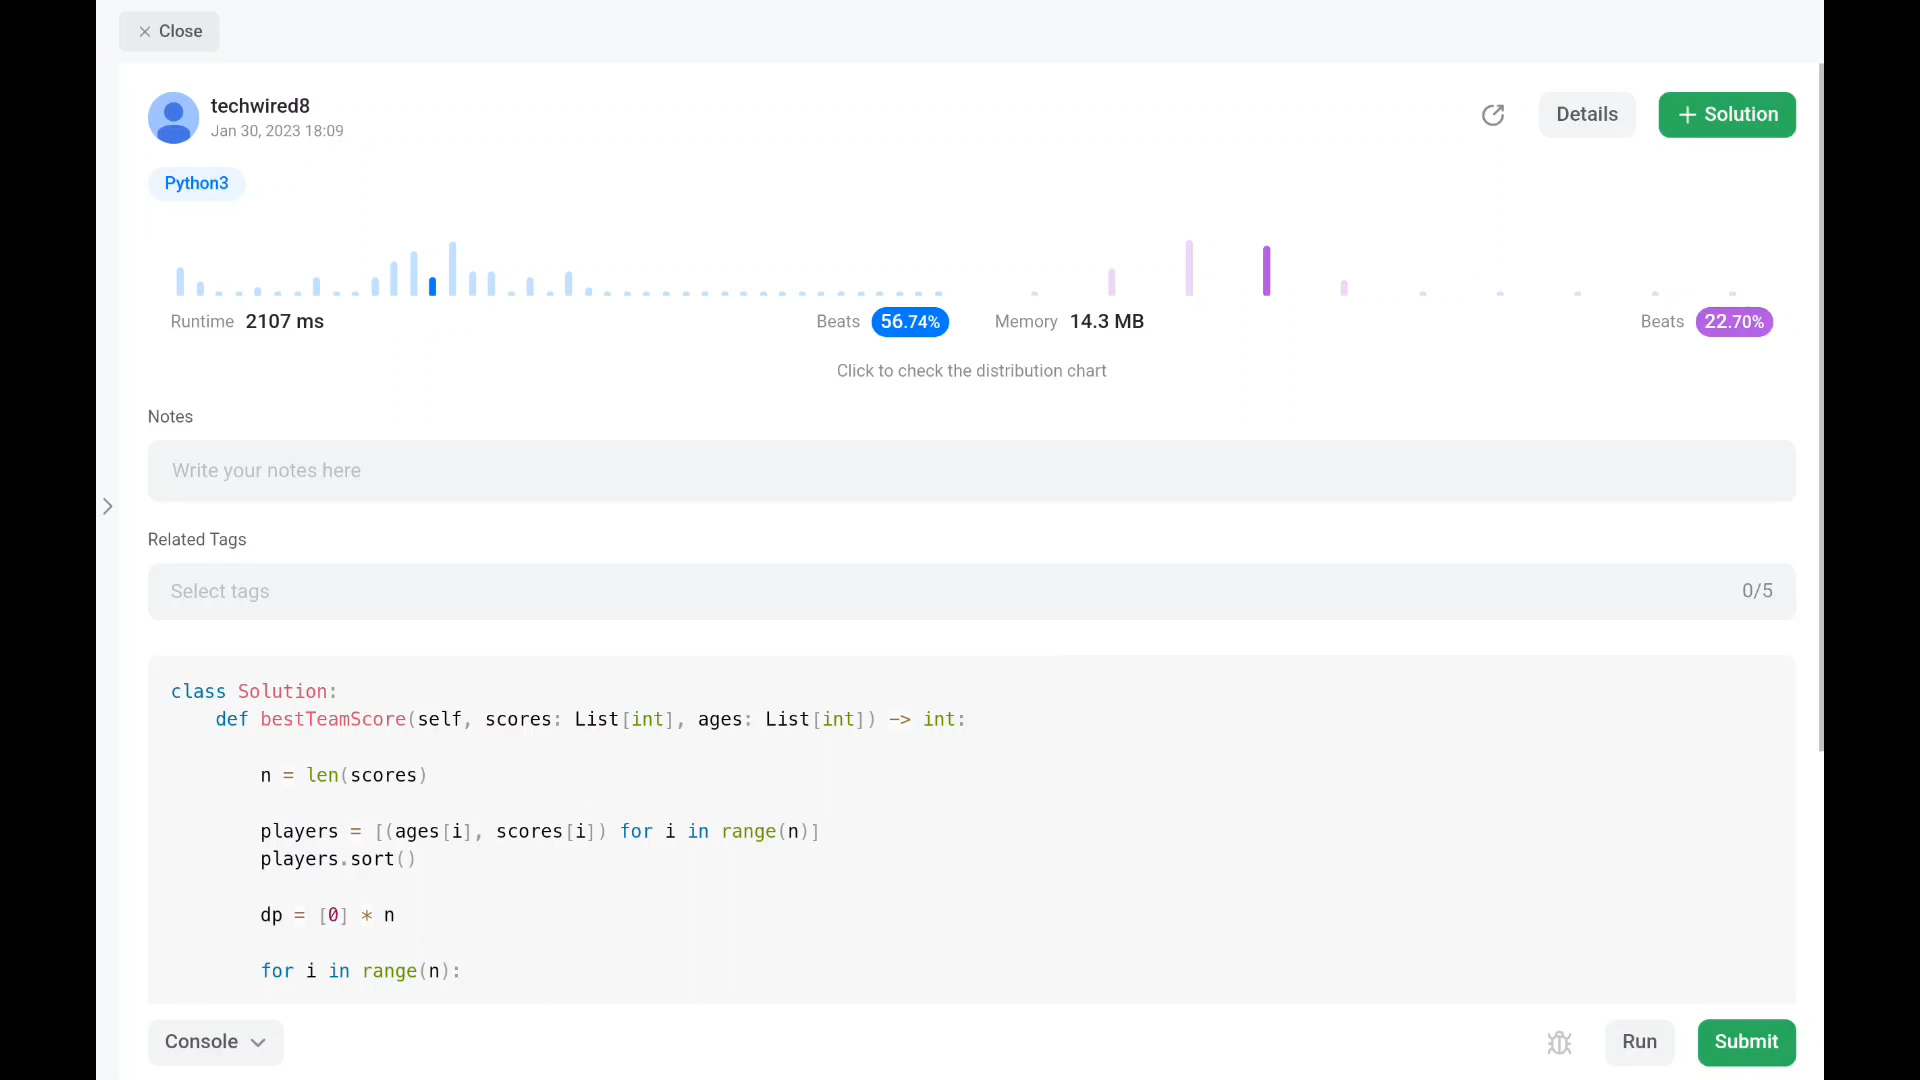 Close
techwired8
Jan 30, 2023 18:09
Details
+ Solution
Python3
Runtime 2107 ms
Beats 56.74%
Memory 14.3 MB
Beats 22.70%
Click to check the distribution chart
Notes
Write your notes here
Related Tags
Select tags
0/5
class Solution:
    def bestTeamScore(self, scores: List[int], ages: List[int]) -> int:
        n = len(scores)
        players = [(ages[i], scores[i]) for i in range(n)]
        players.sort()
        dp = [0] * n
        for i in range(n):
Console
Run
Submit